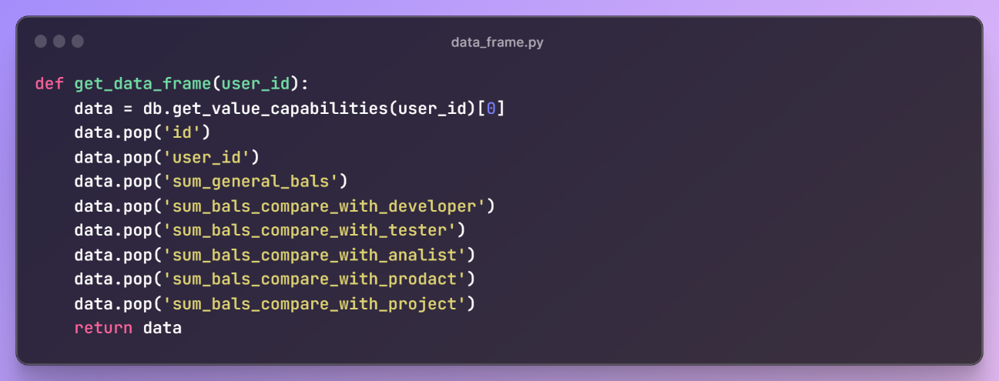 data_frame.py
def get_data_frame(user_id):
    data = db.get_value_capabilities(user_id)[0]
    data.pop('id')
    data.pop('user_id')
    data.pop('sum_general_bals')
    data.pop('sum_bals_compare_with_developer')
    data.pop('sum_bals_compare_with_tester')
    data.pop('sum_bals_compare_with_analist')
    data.pop('sum_bals_compare_with_prodact')
    data.pop('sum_bals_compare_with_project')
    return data